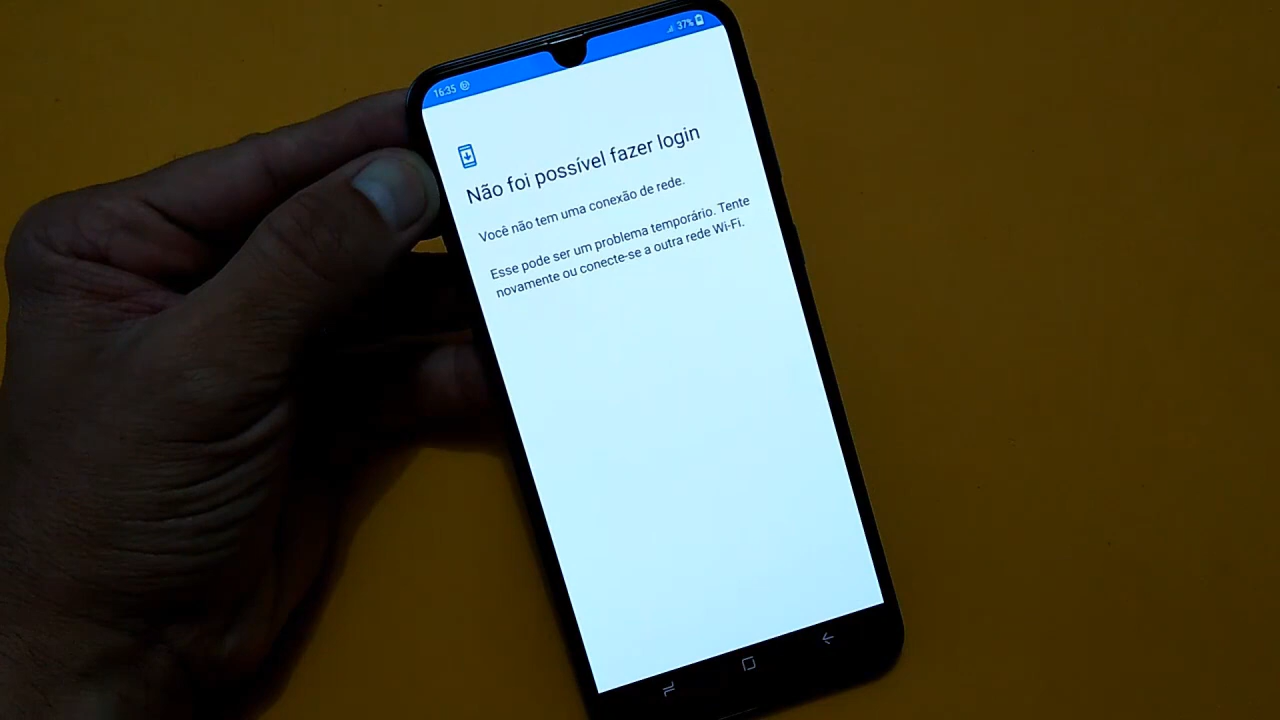 16:35
37%
Não foi possível fazer login
Você não tem uma conexão de rede.
Esse pode ser um problema temporário. Tente
novamente ou conecte-se a outra rede Wi-Fi.